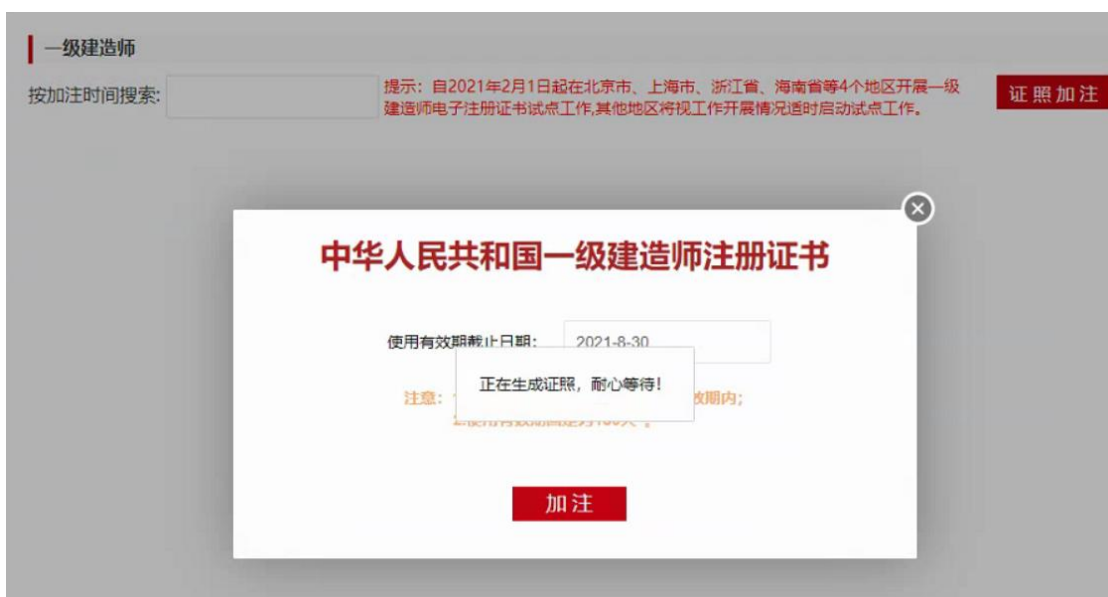 一级建造师
按加注时间搜索:
提示：自2021年2月1日起在北京市、上海市、浙江省、海南省等4个地区开展一级
建造师电子注册证书试点工作,其他地区将视工作开展情况适时启动试点工作。
证照加注
中华人民共和国一级建造师注册证书
使用有效期截止日期：
2021-8-30
正在生成证照，耐心等待！
注意：
效期内；
加注